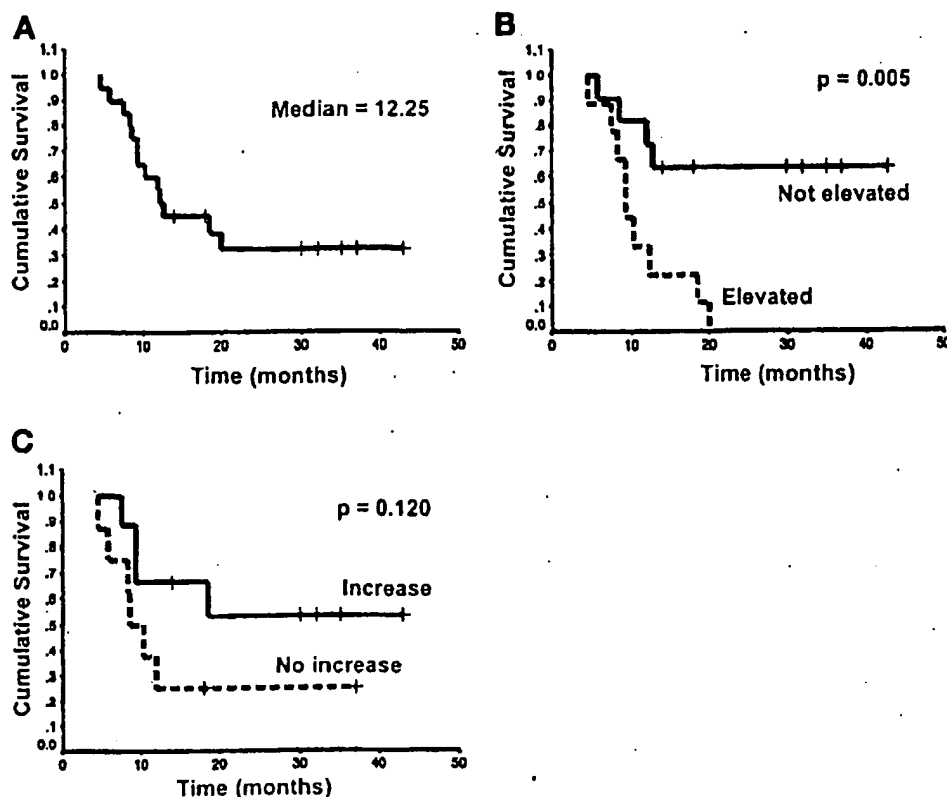 A
Cumulative Survival
1.1
1 0
.9
.8
.7
.6
.5
.4
.3
.2
.1
0.0
Median = 12.25
0 10 20 30 40 50
Time (months)
B
Cumulative Survival
1.1
1 0
.9
.8
.7
.6
.5
.4
.3
.2
.1
0.0
p = 0.005
Not elevated
Elevated
0 10 20 30 40 50
Time (months)
C
Cumulative Survival
1.1
1 0
.9
.8
.7
.6
.5
.4
.3
.2
.1
0.0
p = 0.120
Increase
No increase
0 10 20 30 40 50
Time (months)